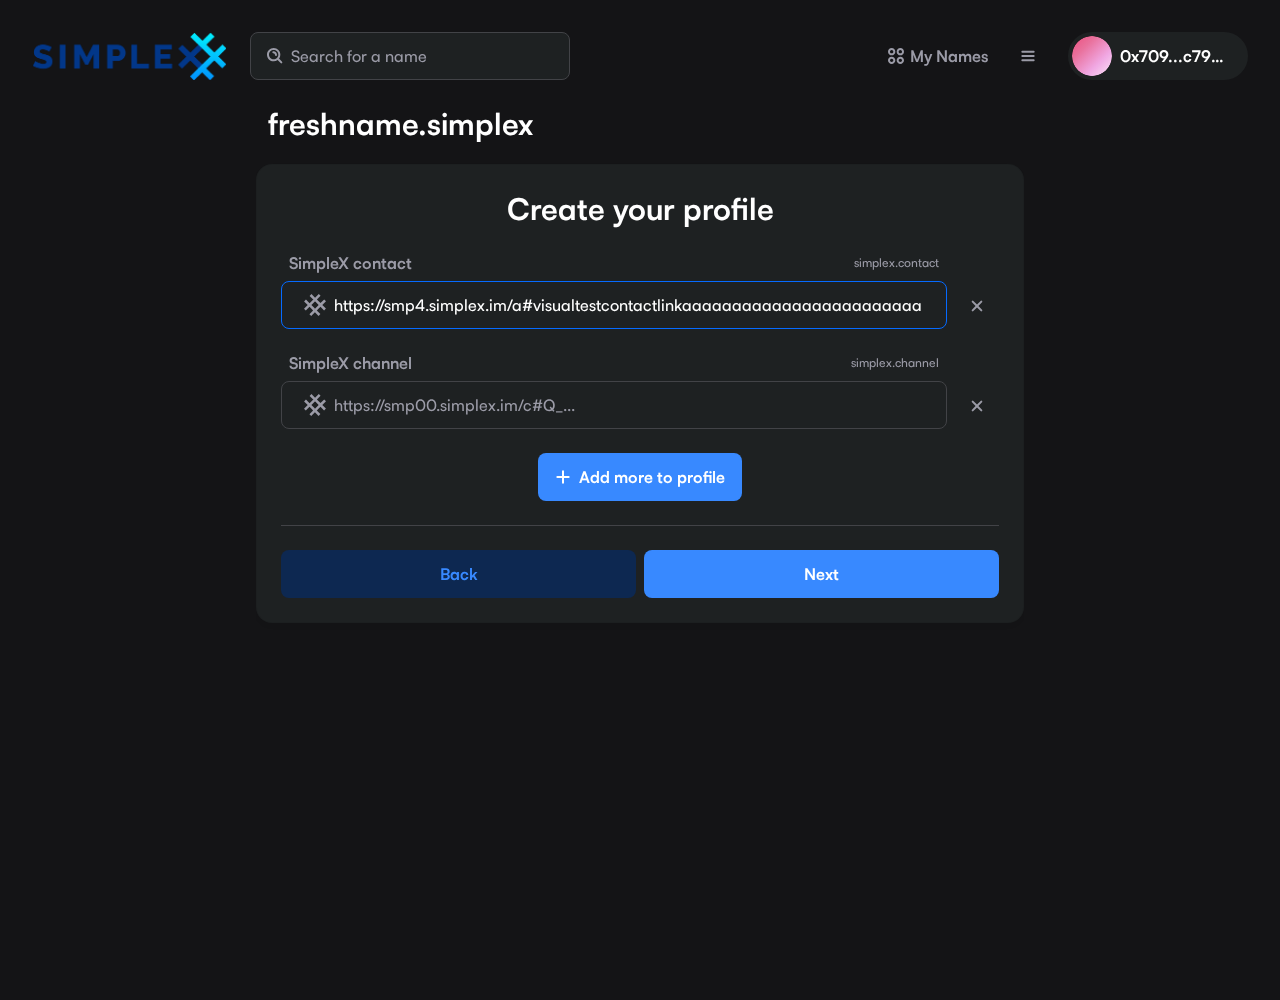 SIMPLEX
Search for a name
My Names
0x709...c79...
freshname.simplex
Create your profile
SimpleX contact
simplex.contact
https://smp4.simplex.im/a#visualtestcontactlinkaaaaaaaaaaaaaaaaaaaaaaaa
SimpleX channel
simplex.channel
https://smp00.simplex.im/c#Q_...
Add more to profile
Back
Next